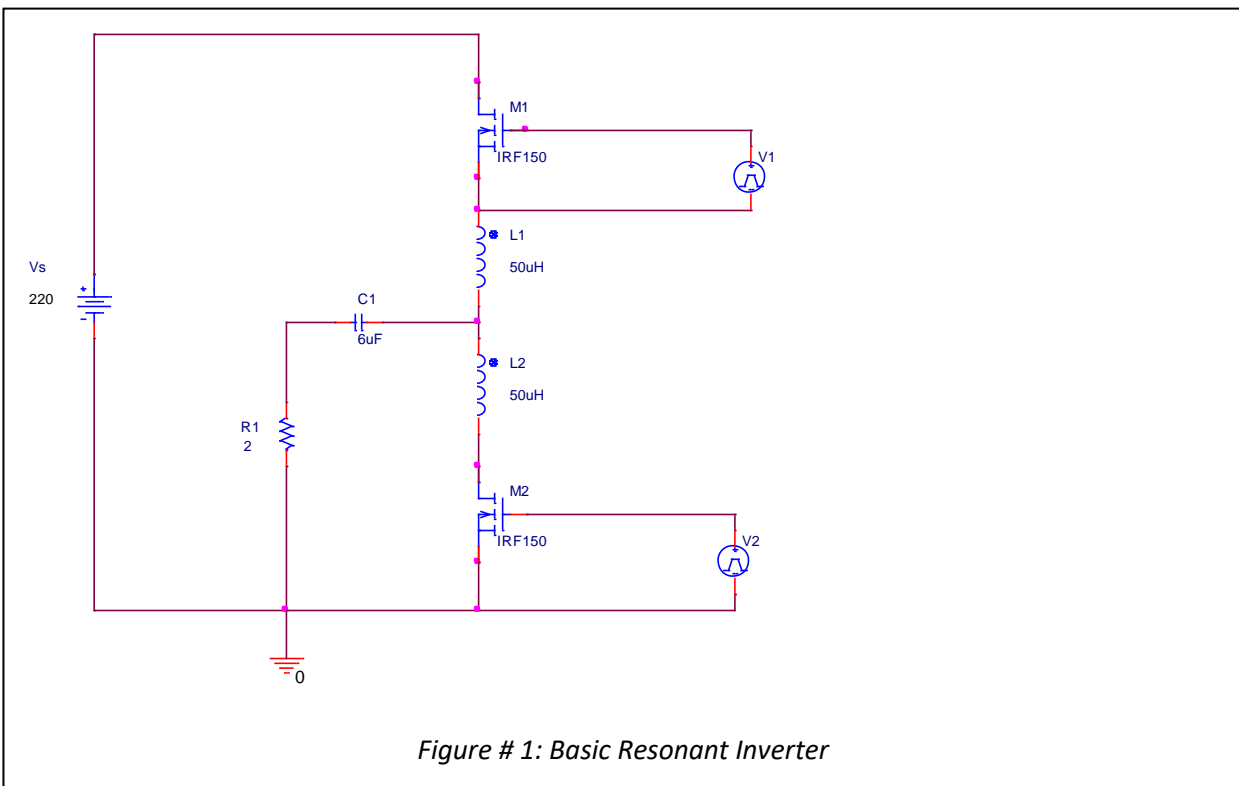 M1
IRF150
V1
L1
50uH
Vs
220
C1
6uF
L2
50uH
R1
2
M2
IRF150
V2
0
Figure # 1: Basic Resonant Inverter